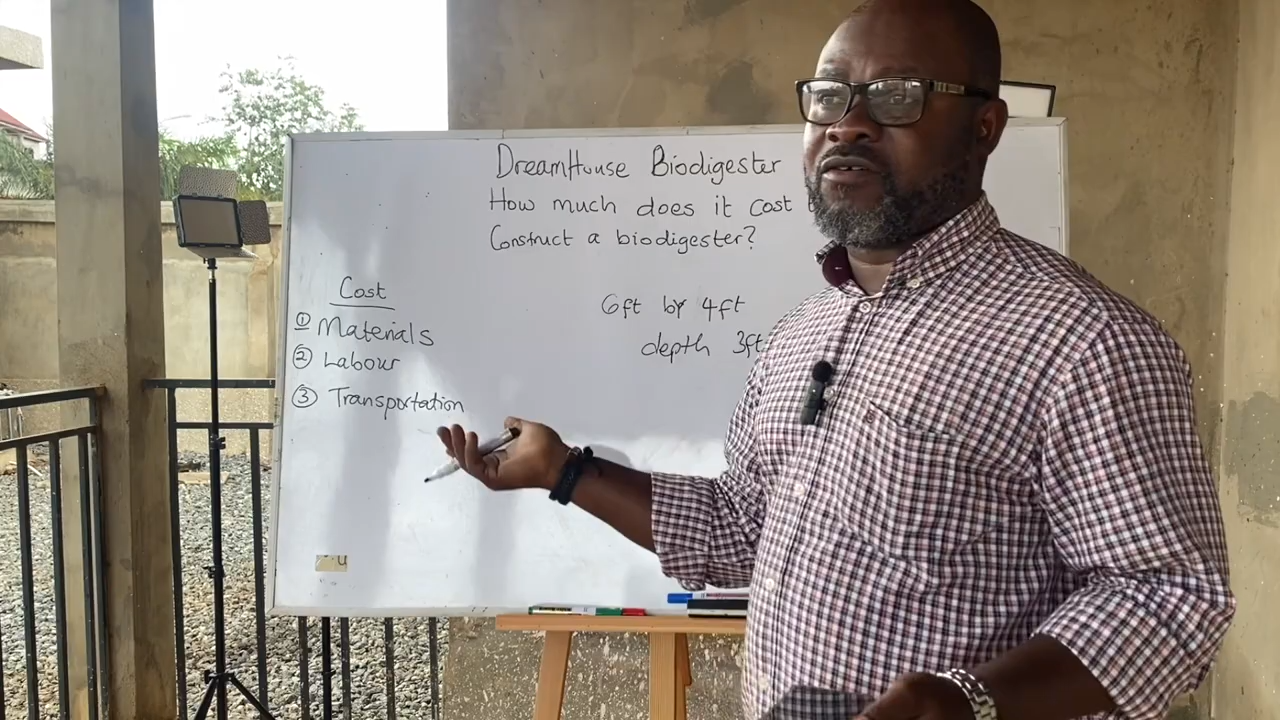 DreamHouse Biodigester
How much does it cost
Construct a biodigester?
Cost
① Materials
② Labour
③ Transportation
6ft by 4ft
depth 3ft